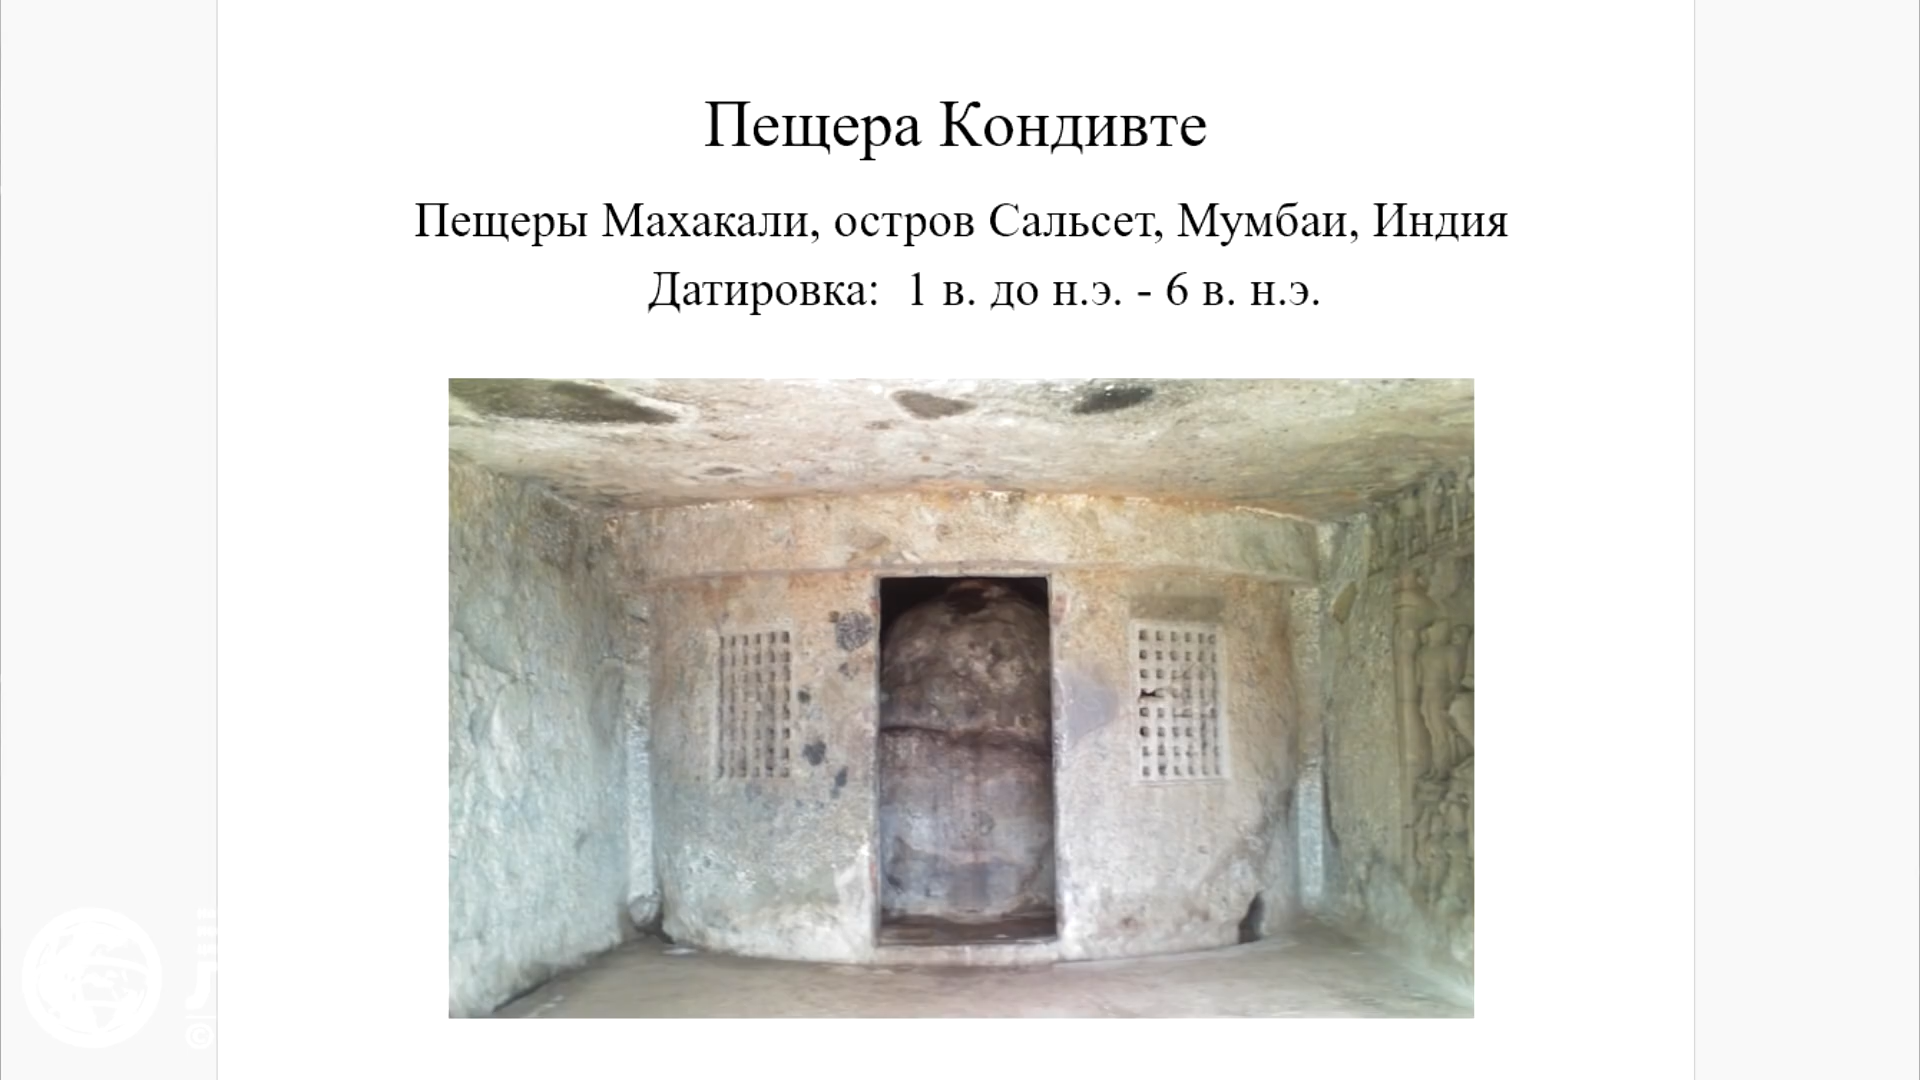 Пещера Кондивте
Пещеры Махакали, остров Сальсет, Мумбаи, Индия
Датировка:  1 в. до н.э. - 6 в. н.э.